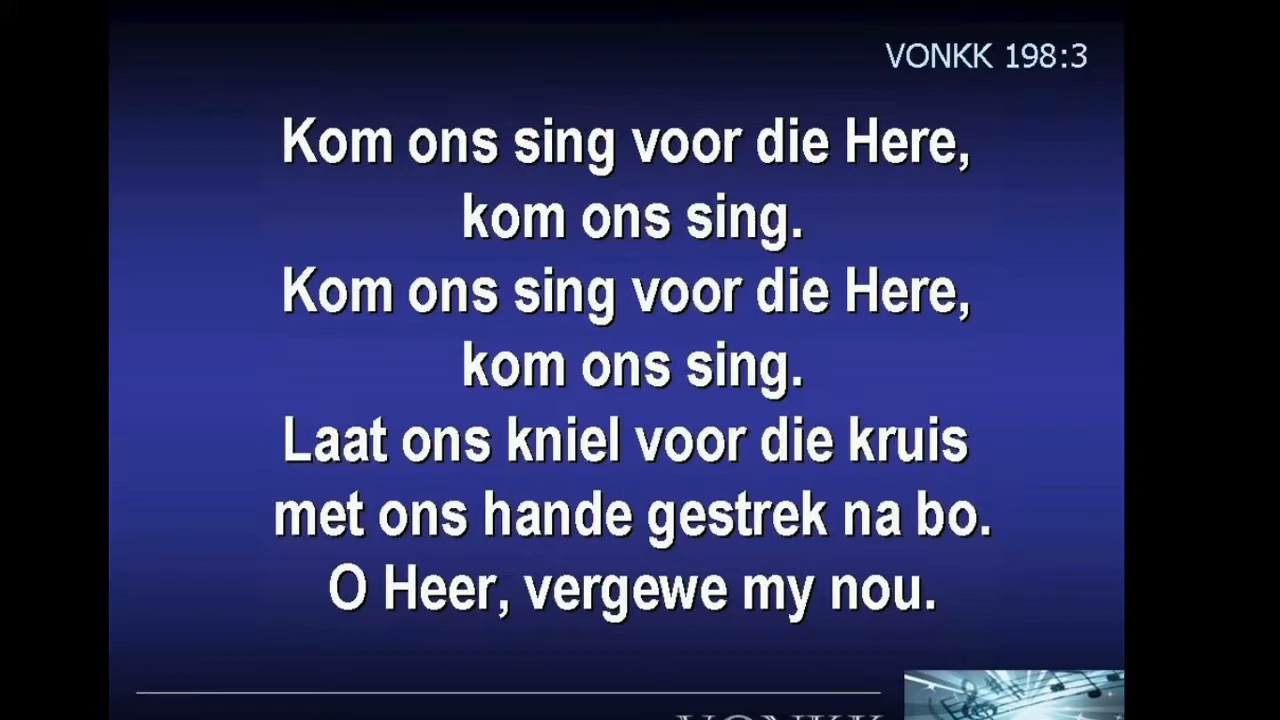 VONKK 198:3
Kom ons sing voor die Here,
kom ons sing.
Kom ons sing voor die Here,
kom ons sing.
Laat ons kniel voor die kruis
met ons hande gestrek na bo.
O Heer, vergewe my nou.
VONKK